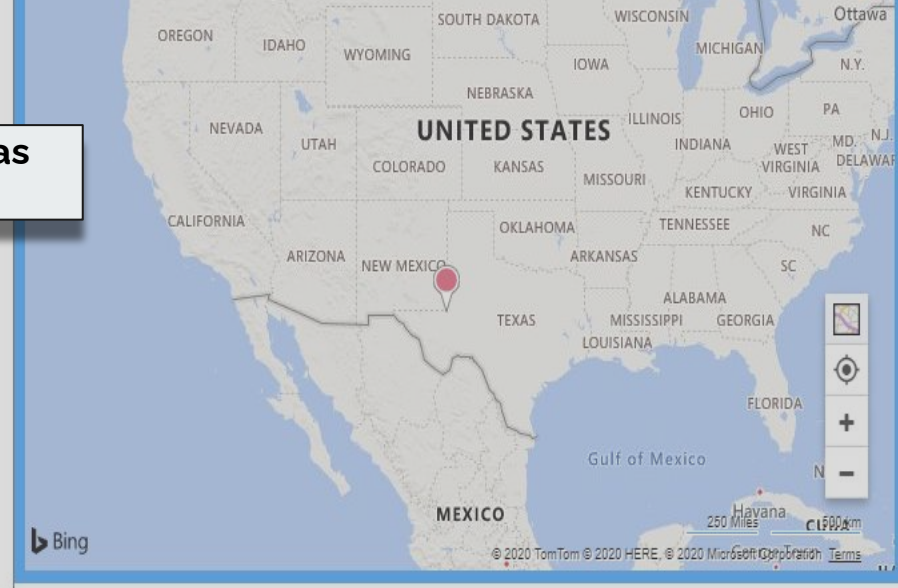 SOUTH DAKOTA
WISCONSIN
Ottawa
OREGON
IDAHO
WYOMING
MICHIGAN
IOWA
N.Y.
NEBRASKA
NEVADA
UNITED STATES
ILLINOIS
OHIO
PA
as
UTAH
INDIANA
WEST VIRGINIA
MD.
N.J.
COLORADO
KANSAS
DELAWAR
MISSOURI
KENTUCKY
VIRGINIA
CALIFORNIA
OKLAHOMA
TENNESSEE
NC
ARIZONA
NEW MEXICO
ARKANSAS
SC
ALABAMA
TEXAS
MISSISSIPPI
GEORGIA
LOUISIANA
FLORIDA
Gulf of Mexico
MEXICO
Havana
250 Miles
500 km
Bing
© 2020 TomTom © 2020 HERE, © 2020 Microsoft Corporation Terms